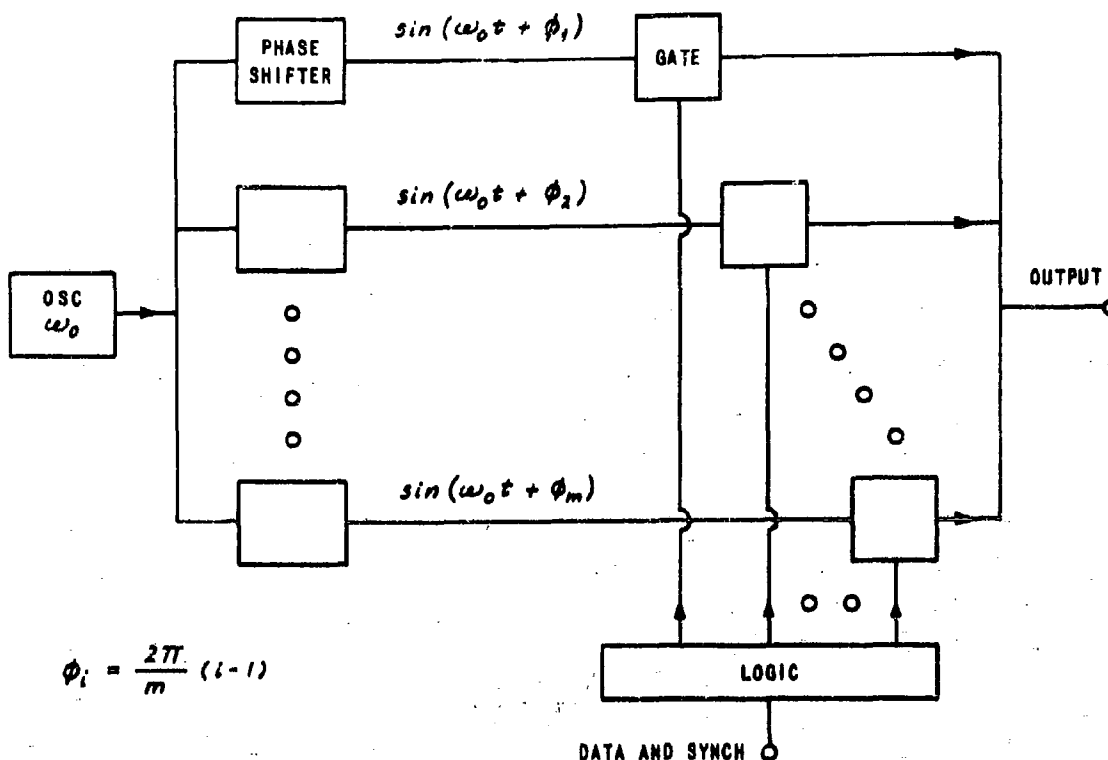 sin(ω₀t + ϕ₁)
PHASE
SHIFTER
GATE
sin(ω₀t + ϕ₂)
OSC
ω₀
OUTPUT
sin(ω₀t + ϕₘ)
ϕᵢ = 2π/m (i-1)
LOGIC
DATA AND SYNCH